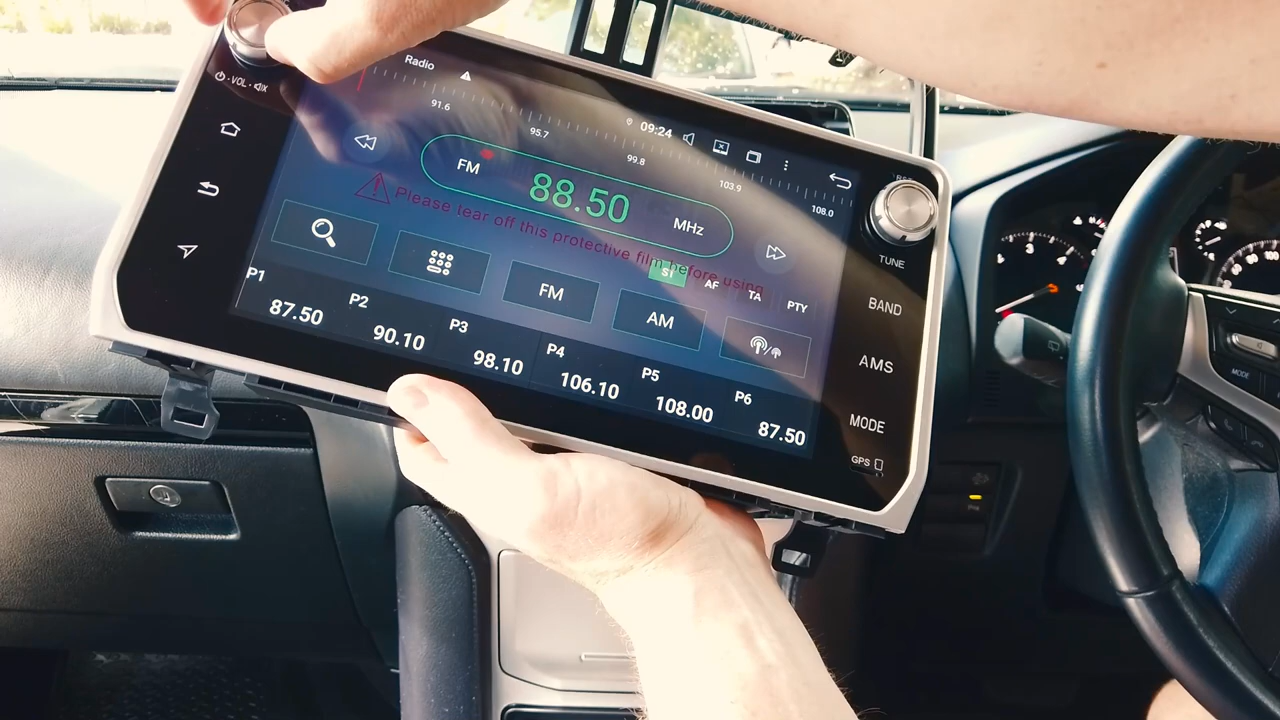 Radio
09:24
VOL
91.6
95.7
99.8
103.9
108.0
FM
88.50
MHz
Please tear off this protective film before using
ST
AF
TA
PTY
FM
AM
P1
87.50
P2
90.10
P3
98.10
P4
106.10
P5
108.00
P6
87.50
TUNE
BAND
AMS
MODE
GPS
MODE